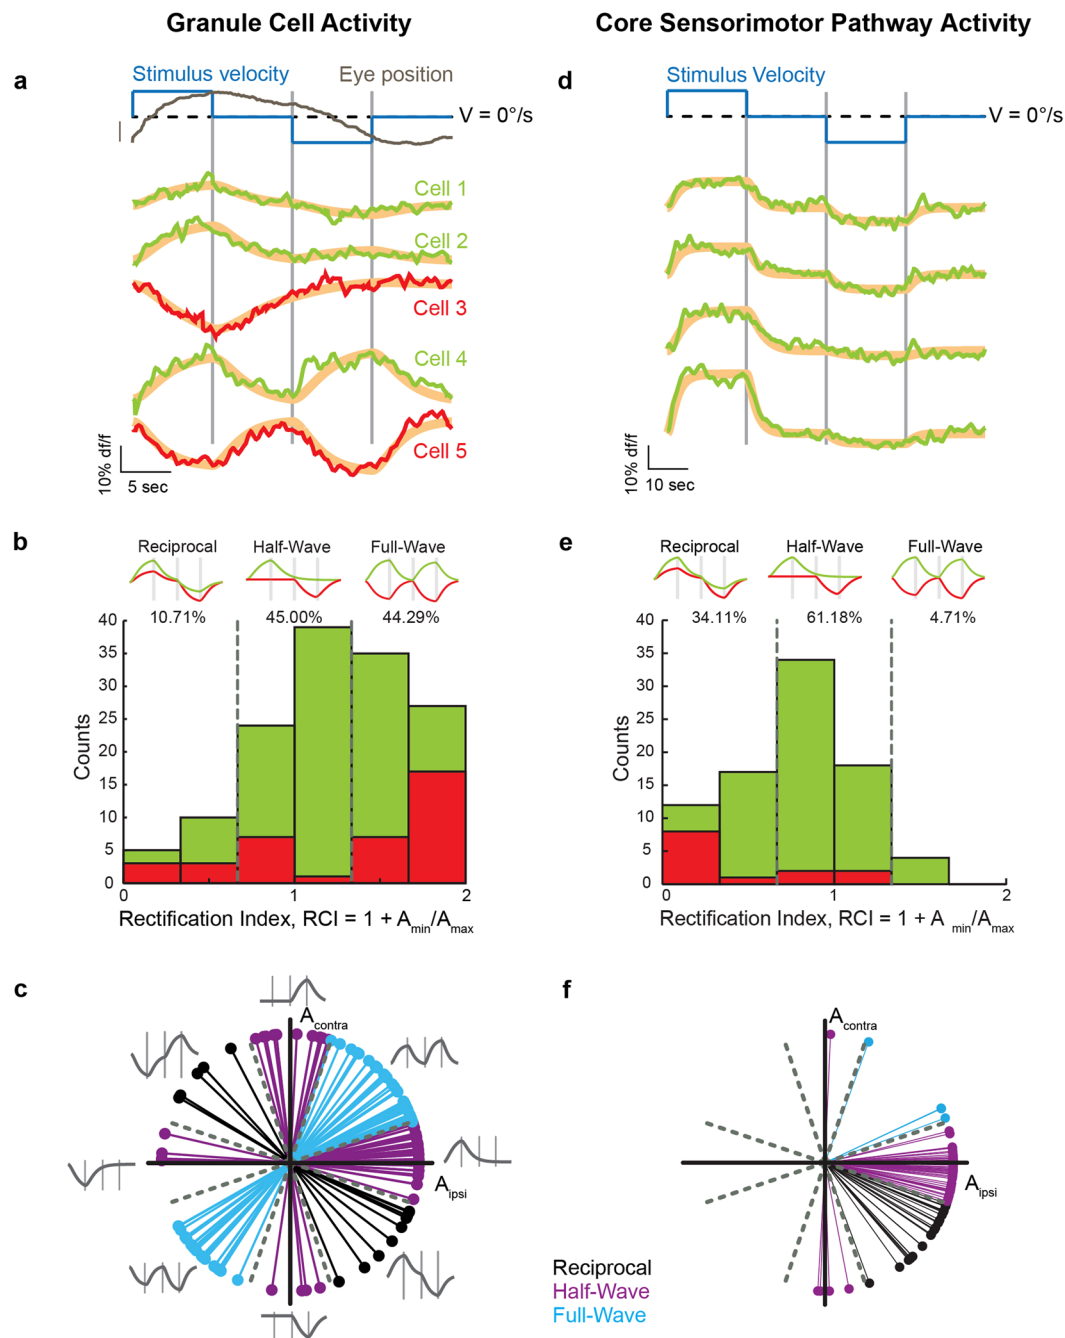 Granule Cell Activity
Core Sensorimotor Pathway Activity
a
Stimulus velocity
Eye position
V = 0°/s
Cell 1
Cell 2
Cell 3
Cell 4
Cell 5
10% df/f
5 sec
d
Stimulus Velocity
V = 0°/s
10% df/f
10 sec
b
Reciprocal
Half-Wave
Full-Wave
10.71%
45.00%
44.29%
40
35
30
25
20
15
10
5
0
Counts
0
1
2
Rectification Index, RCI = 1 + Amin/Amax
e
Reciprocal
Half-Wave
Full-Wave
34.11%
61.18%
4.71%
40
35
30
25
20
15
10
5
0
Counts
0
1
2
Rectification Index, RCI = 1 + A min/Amax
c
Acontra
Aipsi
f
Acontra
Aipsi
Reciprocal
Half-Wave
Full-Wave